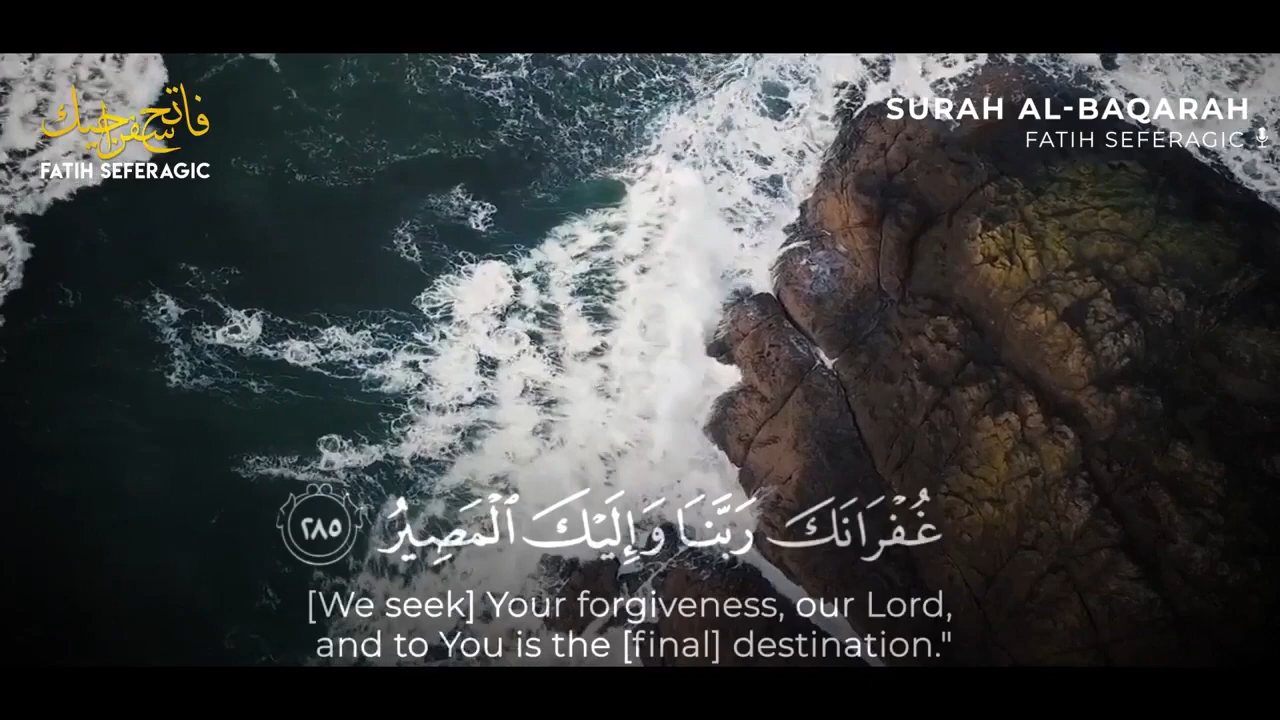 فاتح سفراجيك
FATIH SEFERAGIC
SURAH AL-BAQARAH
FATIH SEFERAGIC
غُفْرَانَكَ رَبَّنَا وَإِلَيْكَ ٱلْمَصِيرُ ٢٨٥
[We seek] Your forgiveness, our Lord,
and to You is the [final] destination."